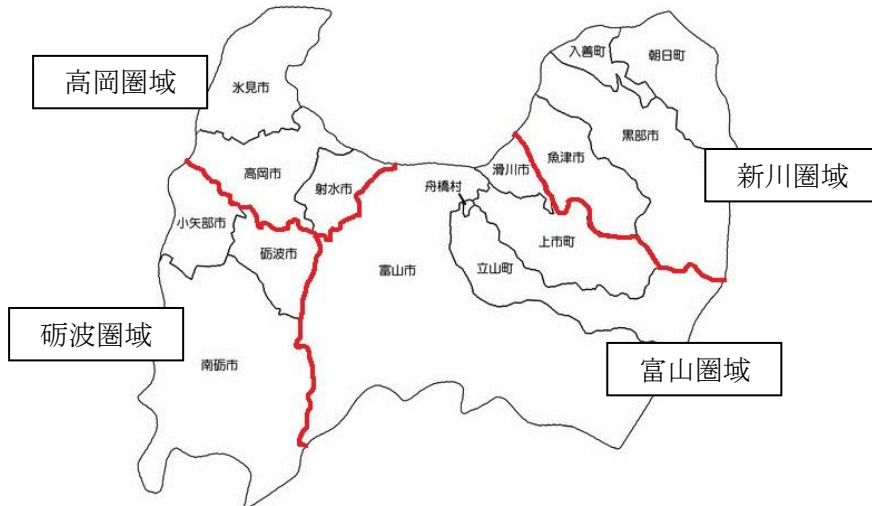 入善町
朝日町
高岡圏域
氷見市
黒部市
魚津市
高岡市
滑川市
新川圏域
射水市
舟橋村
小矢部市
上市町
砺波市
富山市
立山町
砺波圏域
南砺市
富山圏域